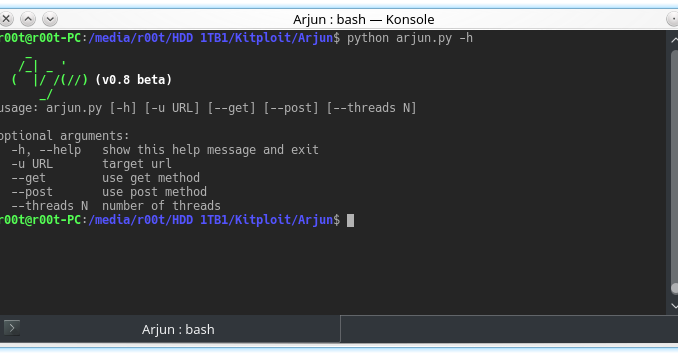 Arjun : bash — Konsole
r00t@r00t-PC:/media/r00t/HDD 1TB1/Kitploit/Arjun$ python arjun.py -h
    _
   /_| _ '
  (  |/ /(//) (v0.8 beta)
      _/
usage: arjun.py [-h] [-u URL] [--get] [--post] [--threads N]
optional arguments:
  -h, --help   show this help message and exit
  -u URL       target url
  --get        use get method
  --post       use post method
  --threads N  number of threads
r00t@r00t-PC:/media/r00t/HDD 1TB1/Kitploit/Arjun$
Arjun : bash